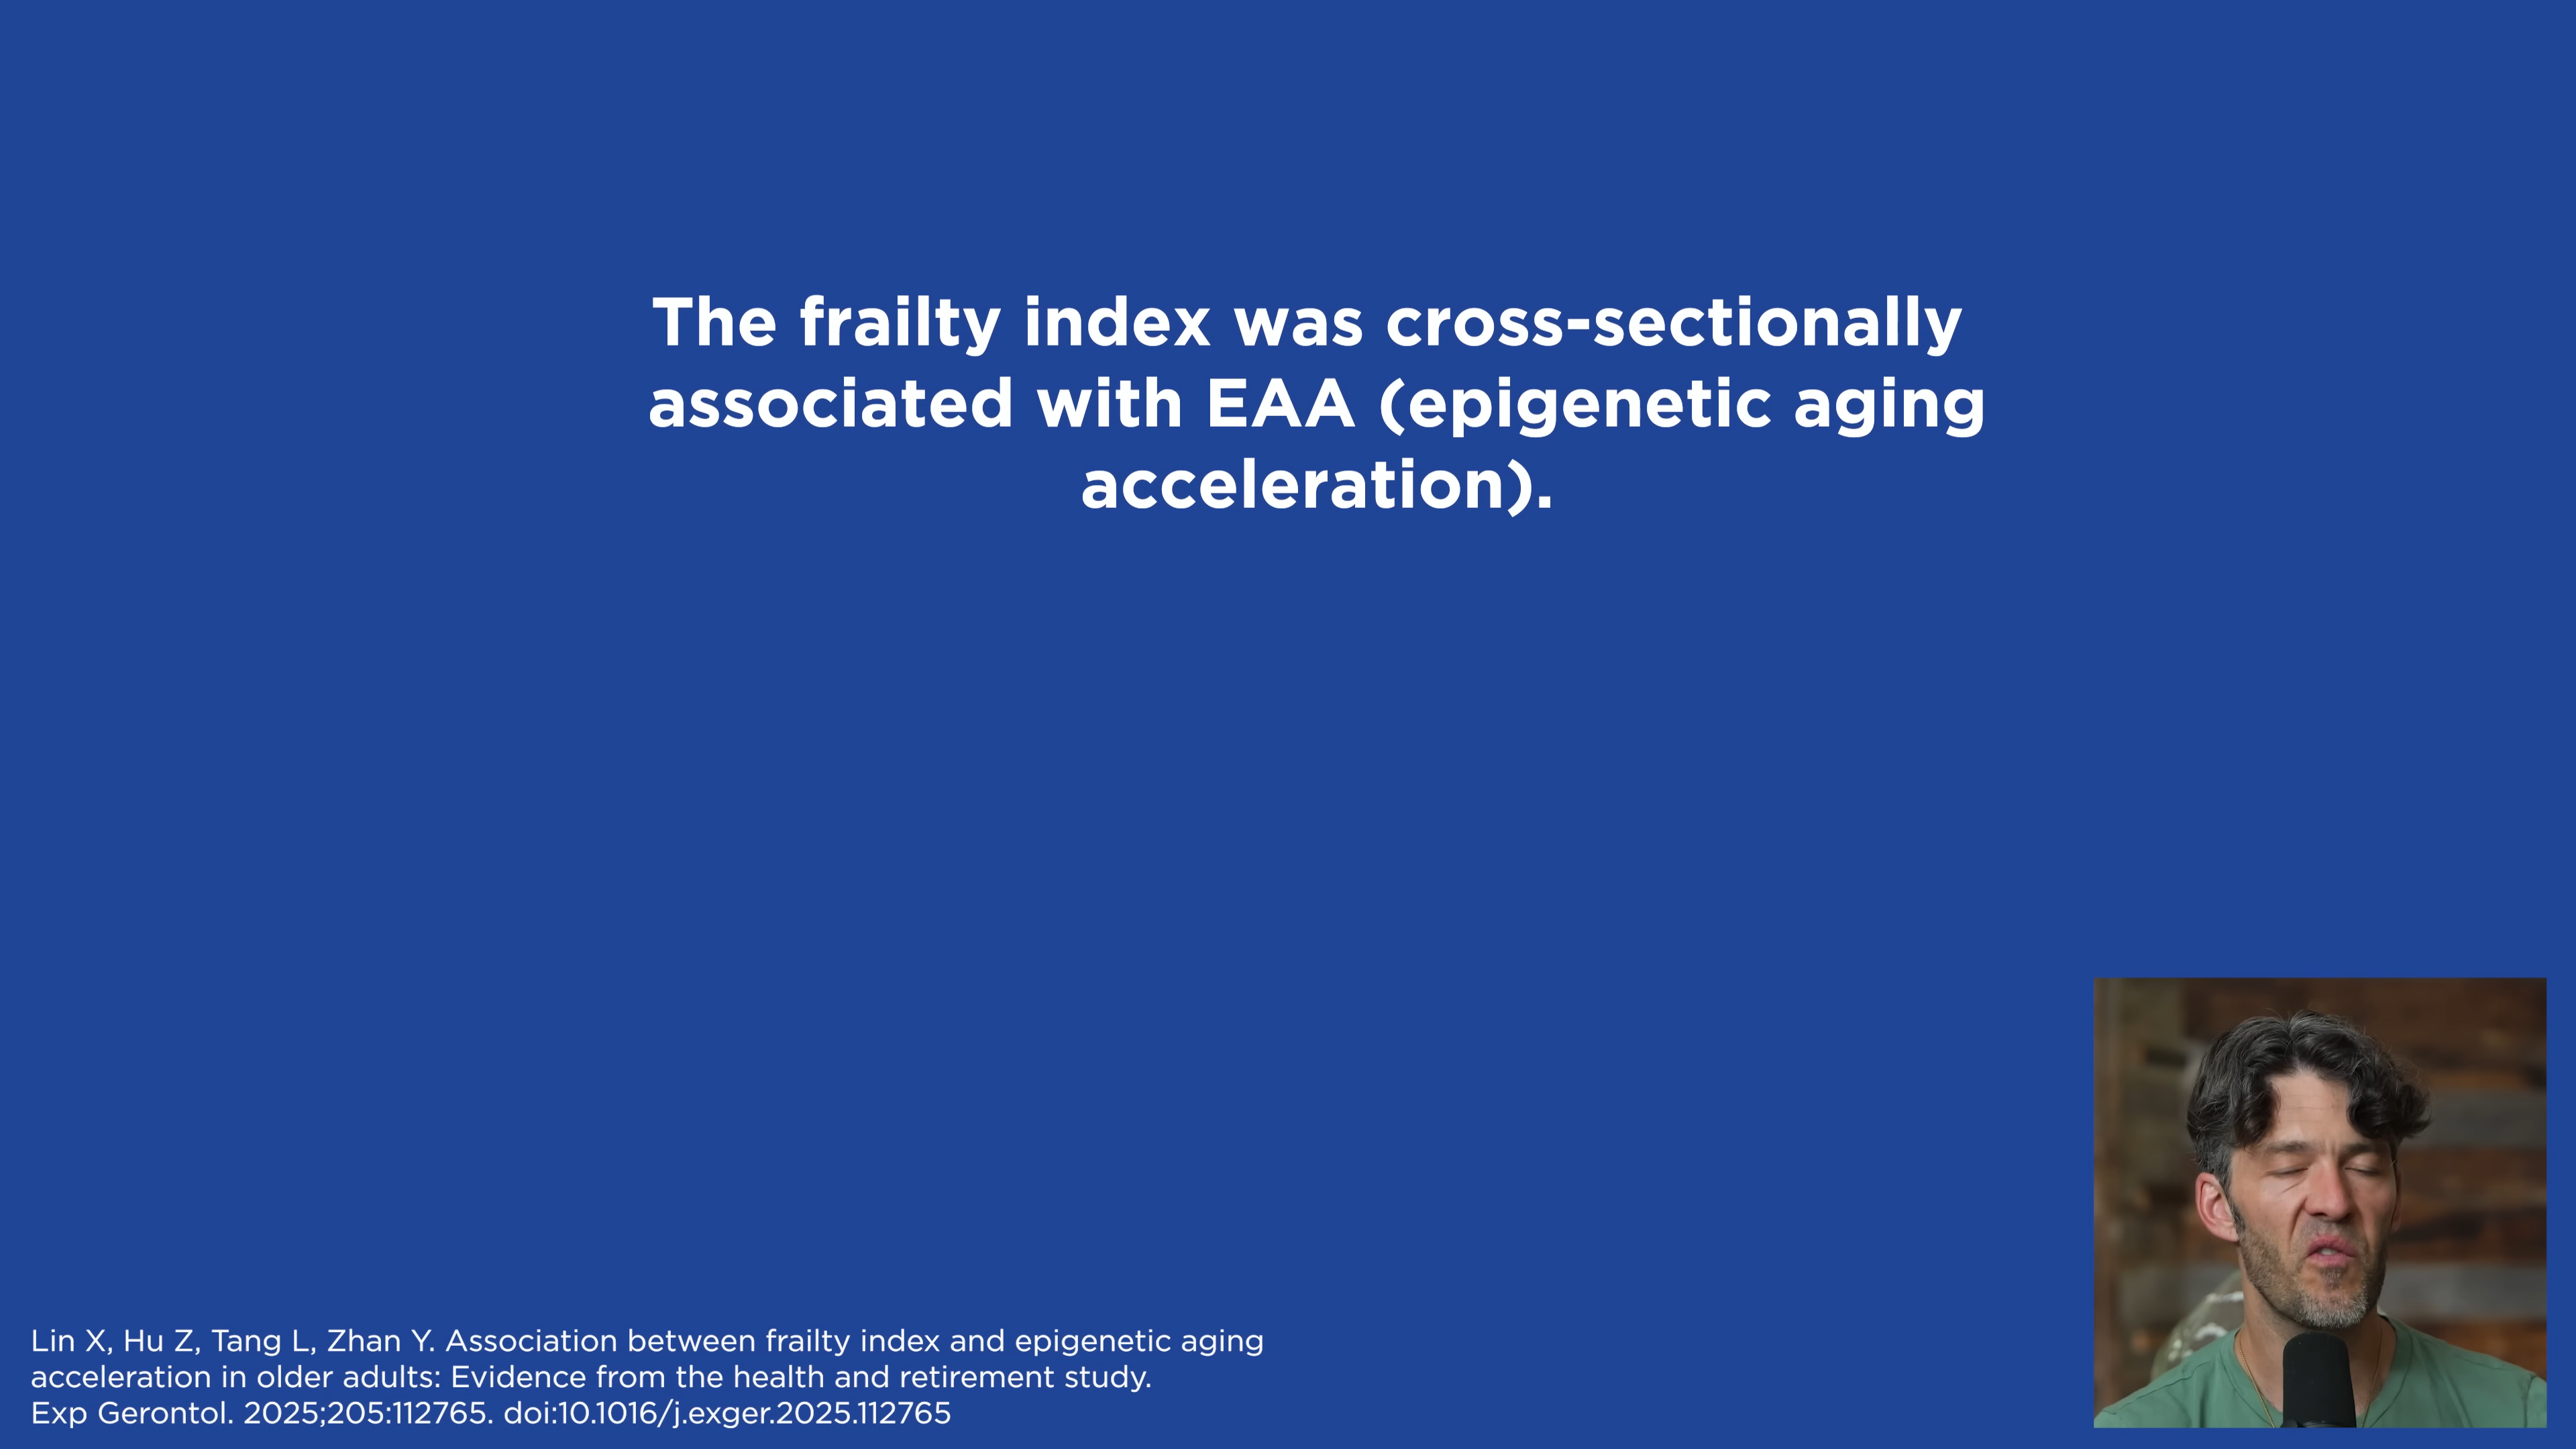 The frailty index was cross-sectionally
associated with EAA (epigenetic aging
acceleration).
Lin X, Hu Z, Tang L, Zhan Y. Association between frailty index and epigenetic aging
acceleration in older adults: Evidence from the health and retirement study.
Exp Gerontol. 2025;205:112765. doi:10.1016/j.exger.2025.112765